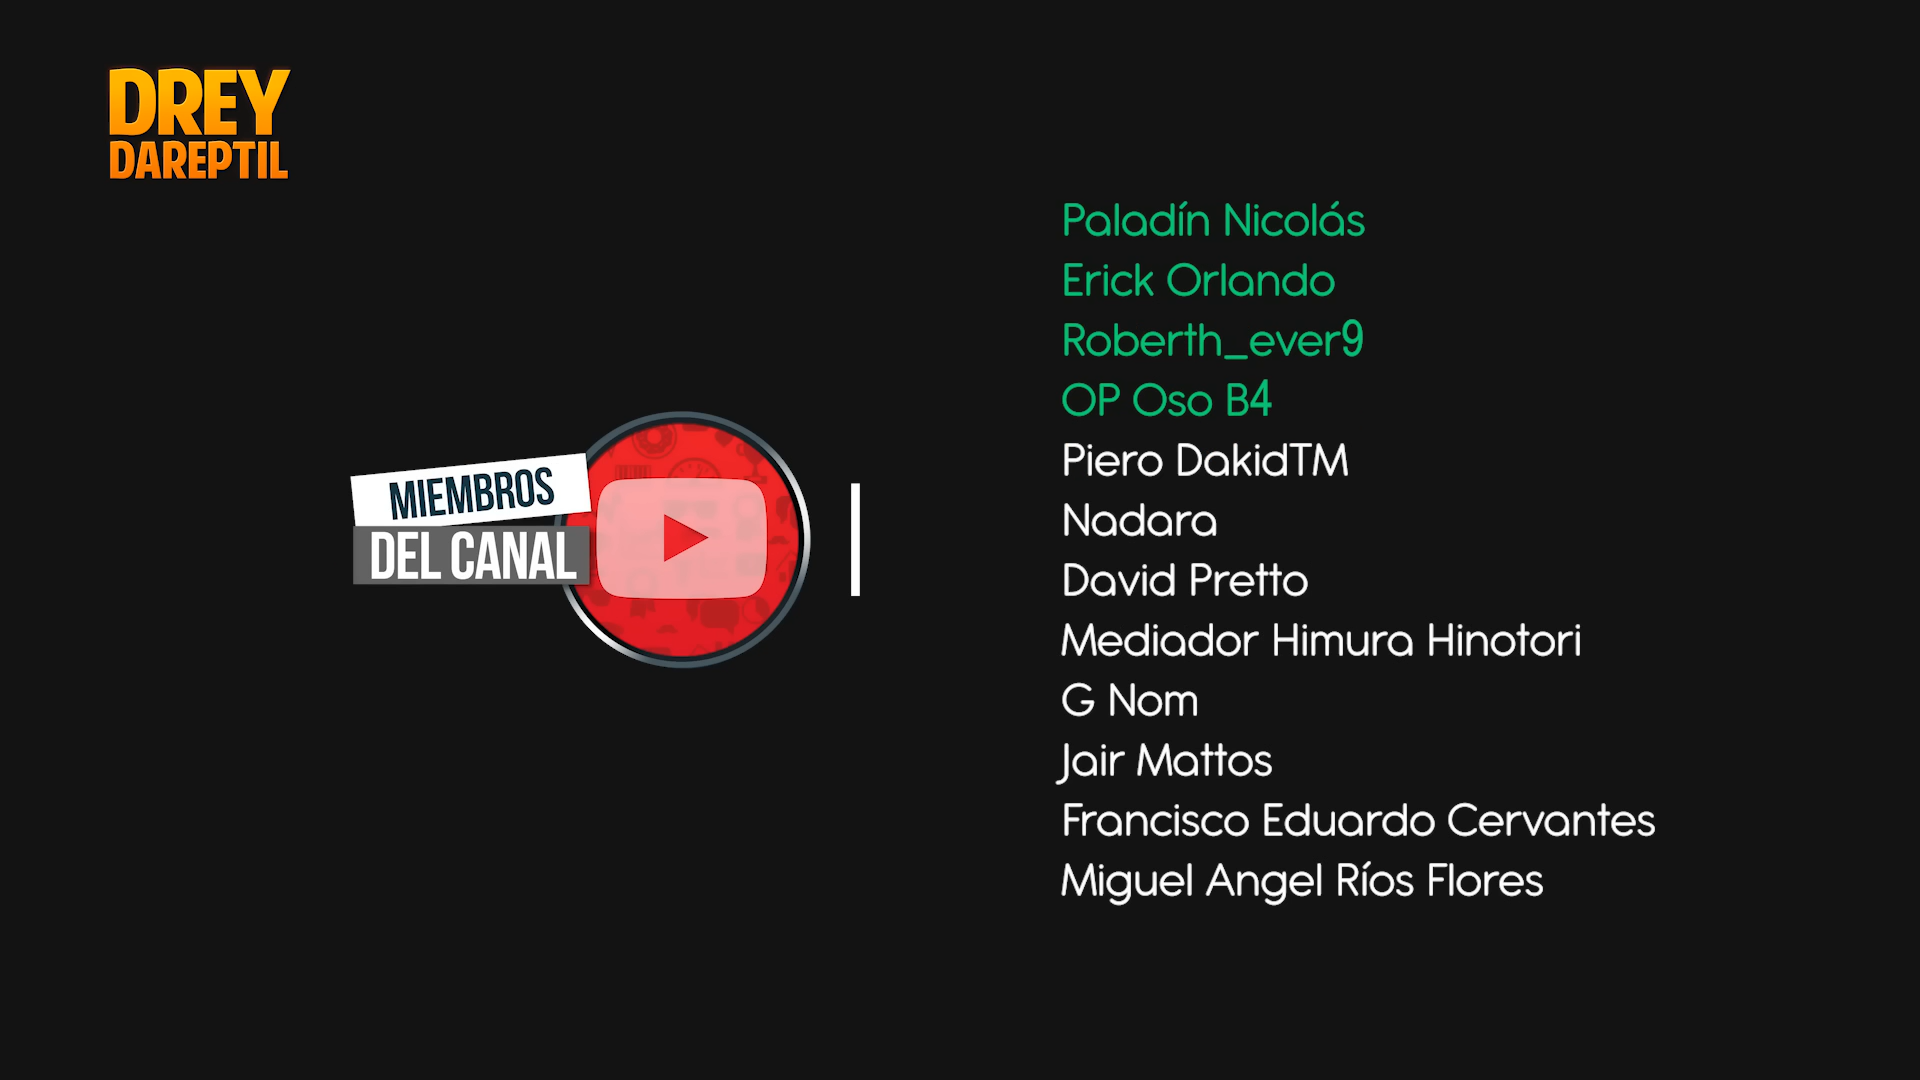 DREY
DAREPTIL
MIEMBROS
DEL CANAL
Paladín Nicolás
Erick Orlando
Roberth_ever9
OP Oso B4
Piero DakidTM
Nadara
David Pretto
Mediador Himura Hinotori
G Nom
Jair Mattos
Francisco Eduardo Cervantes
Miguel Angel Ríos Flores